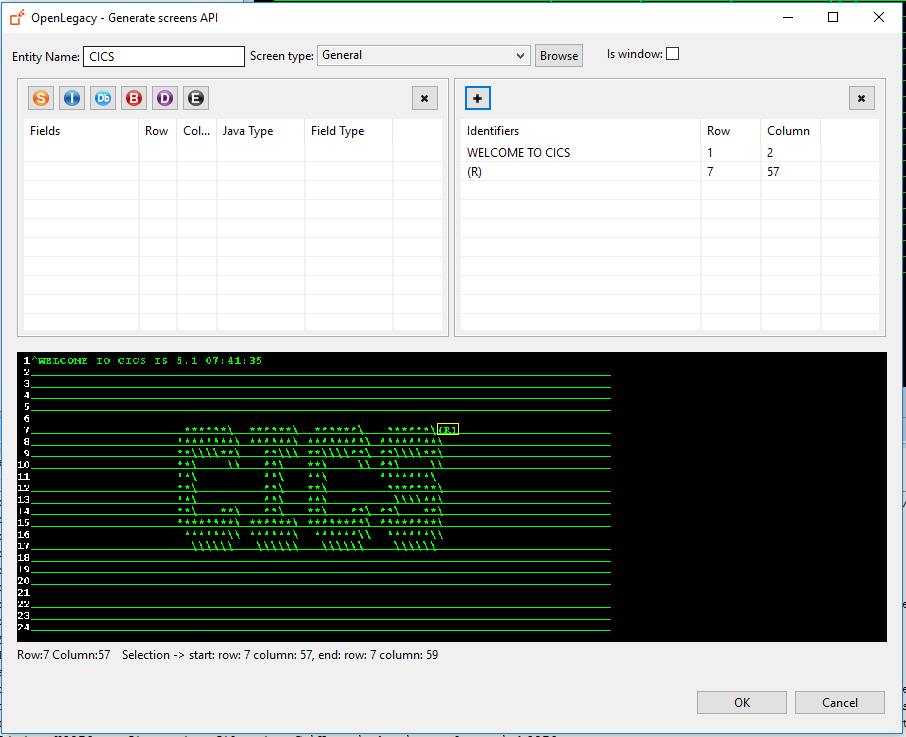 OpenLegacy - Generate screens API
Entity Name: CICS Screen type: General Browse Is window:
S I Db B D E
Fields Row Col... Java Type Field Type
Identifiers Row Column
WELCOME TO CICS 1 2
(R) 7 57
1 ^WELCOME TO CICS TS 5.1 07:41:35
2
3
4
5
6
7 ******\ ******\ ******\ ******\(R)
8
9
10
11
12
13
14
15
16
17
18
19
20
21
22
23
24
Row:7 Column:57 Selection -> start: row: 7 column: 57, end: row: 7 column: 59
OK Cancel